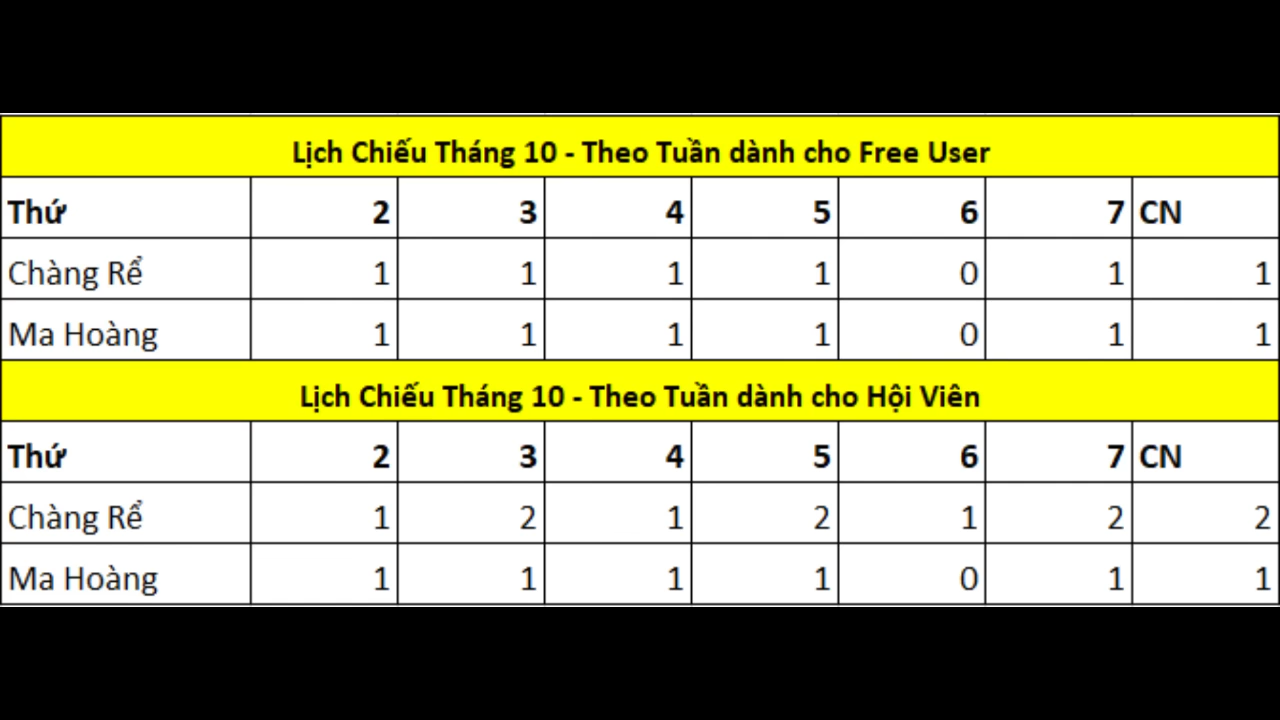 Lịch Chiếu Tháng 10 - Theo Tuần dành cho Free User
Thứ 2 3 4 5 6 7 CN
Chàng Rể 1 1 1 1 0 1 1
Ma Hoàng 1 1 1 1 0 1 1
Lịch Chiếu Tháng 10 - Theo Tuần dành cho Hội Viên
Thứ 2 3 4 5 6 7 CN
Chàng Rể 1 2 1 2 1 2 2
Ma Hoàng 1 1 1 1 0 1 1